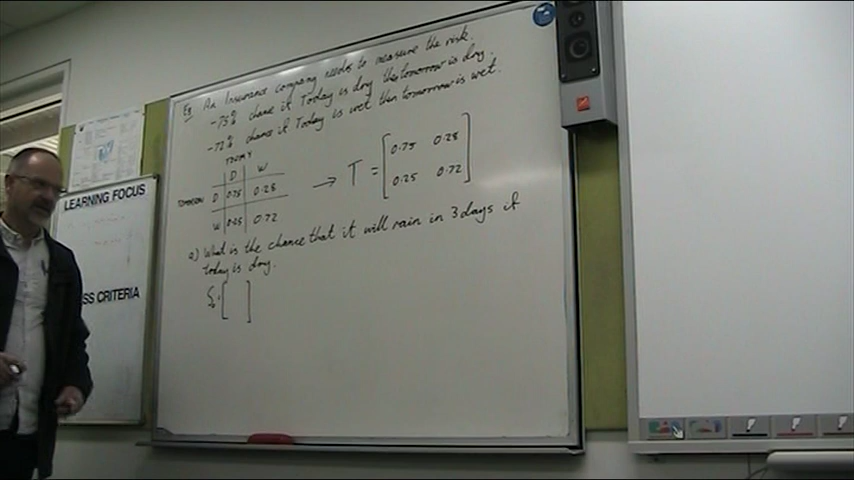 Ex An Insurance company needs to measure the risk.
-75% chance if Today is dry then tomorrow is dry.
-72% chance if Today is wet then tomorrow is wet.
TODAY
D W
TOMORROW D 0.75 0.28
W 0.25 0.72
→ T = [0.75 0.28
0.25 0.72]
a) What is the chance that it will rain in 3 days if
today is dry.
S₀ = [ ]
LEARNING FOCUS
SS CRITERIA